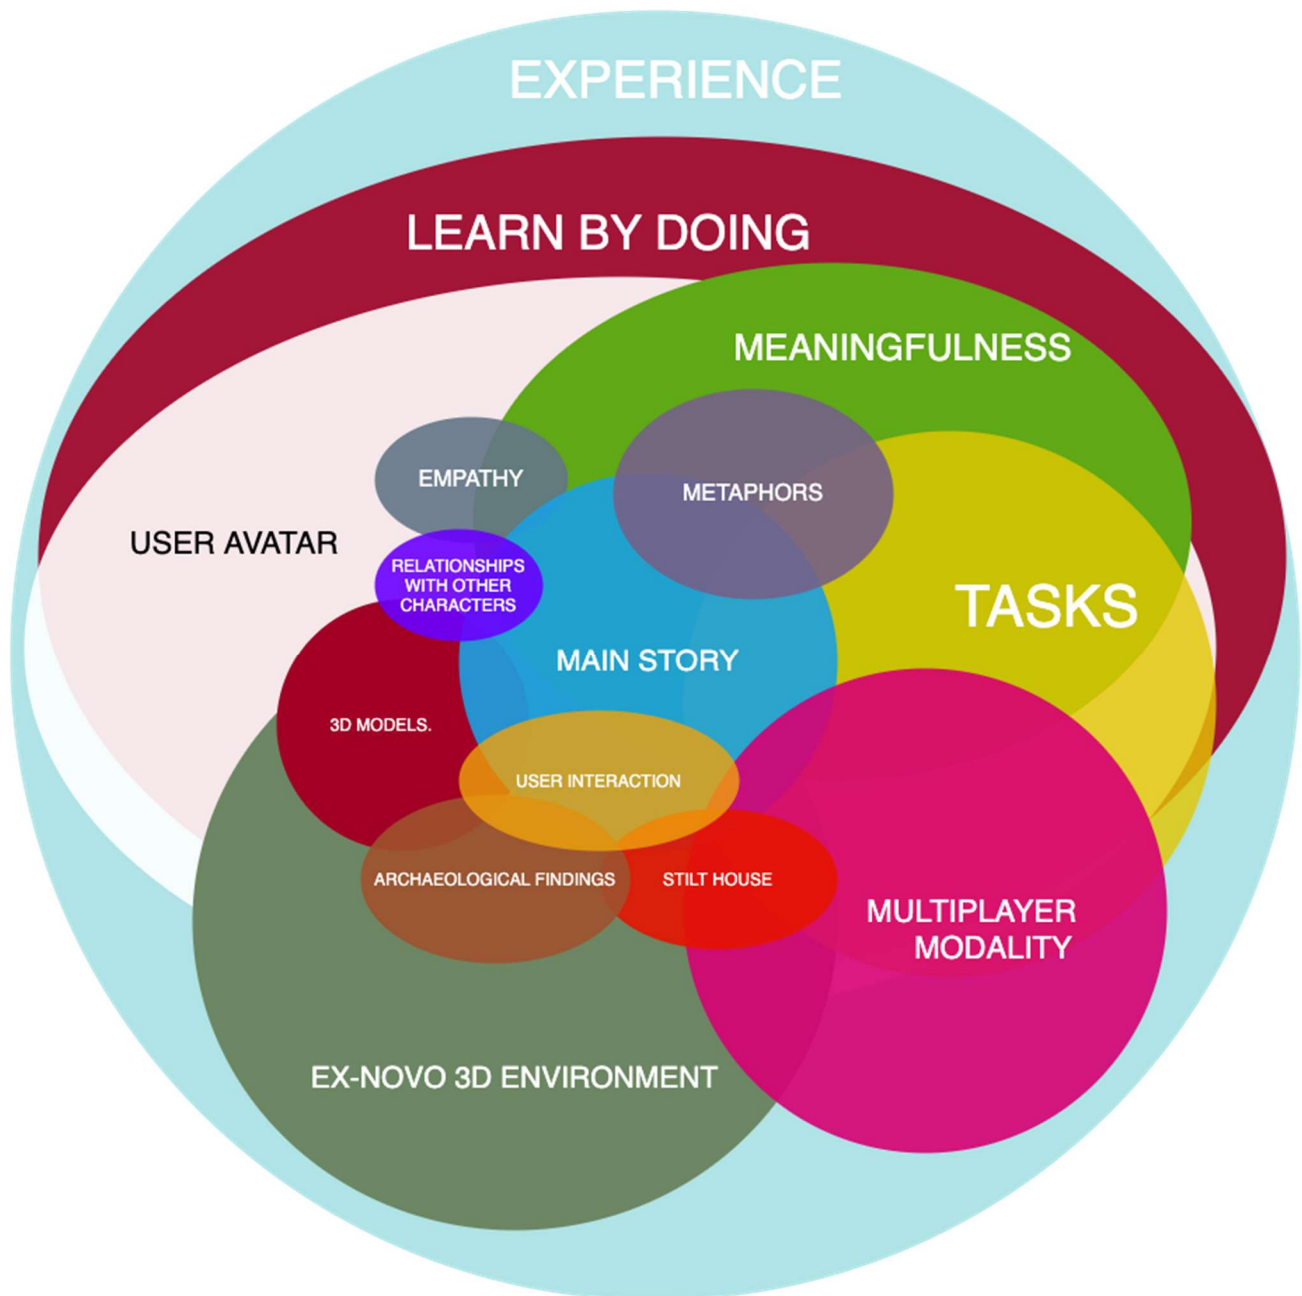 EXPERIENCE
LEARN BY DOING
MEANINGFULNESS
EMPATHY
METAPHORS
USER AVATAR
RELATIONSHIPS
WITH OTHER
CHARACTERS
TASKS
MAIN STORY
3D MODELS.
USER INTERACTION
ARCHAEOLOGICAL FINDINGS
STILT HOUSE
MULTIPLAYER
MODALITY
EX-NOVO 3D ENVIRONMENT